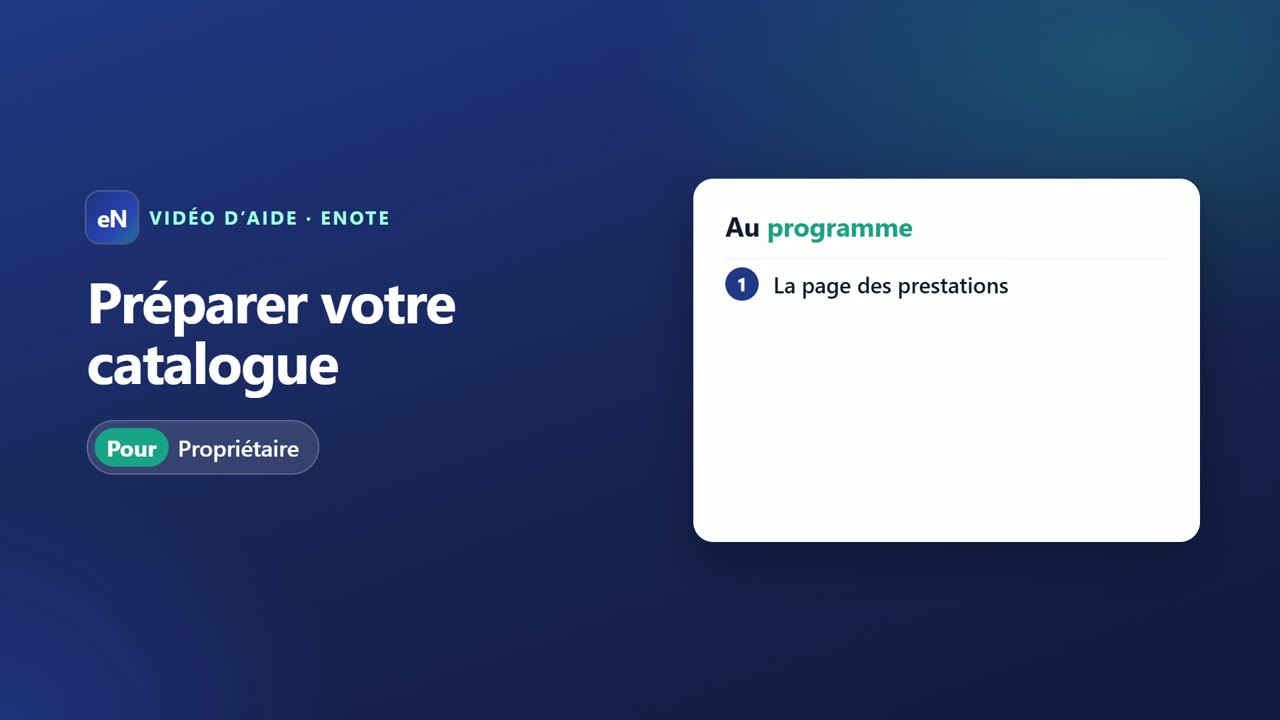 eN
VIDÉO D’AIDE · ENOTE
Préparer votre
catalogue
Pour Propriétaire
Au programme
1 La page des prestations